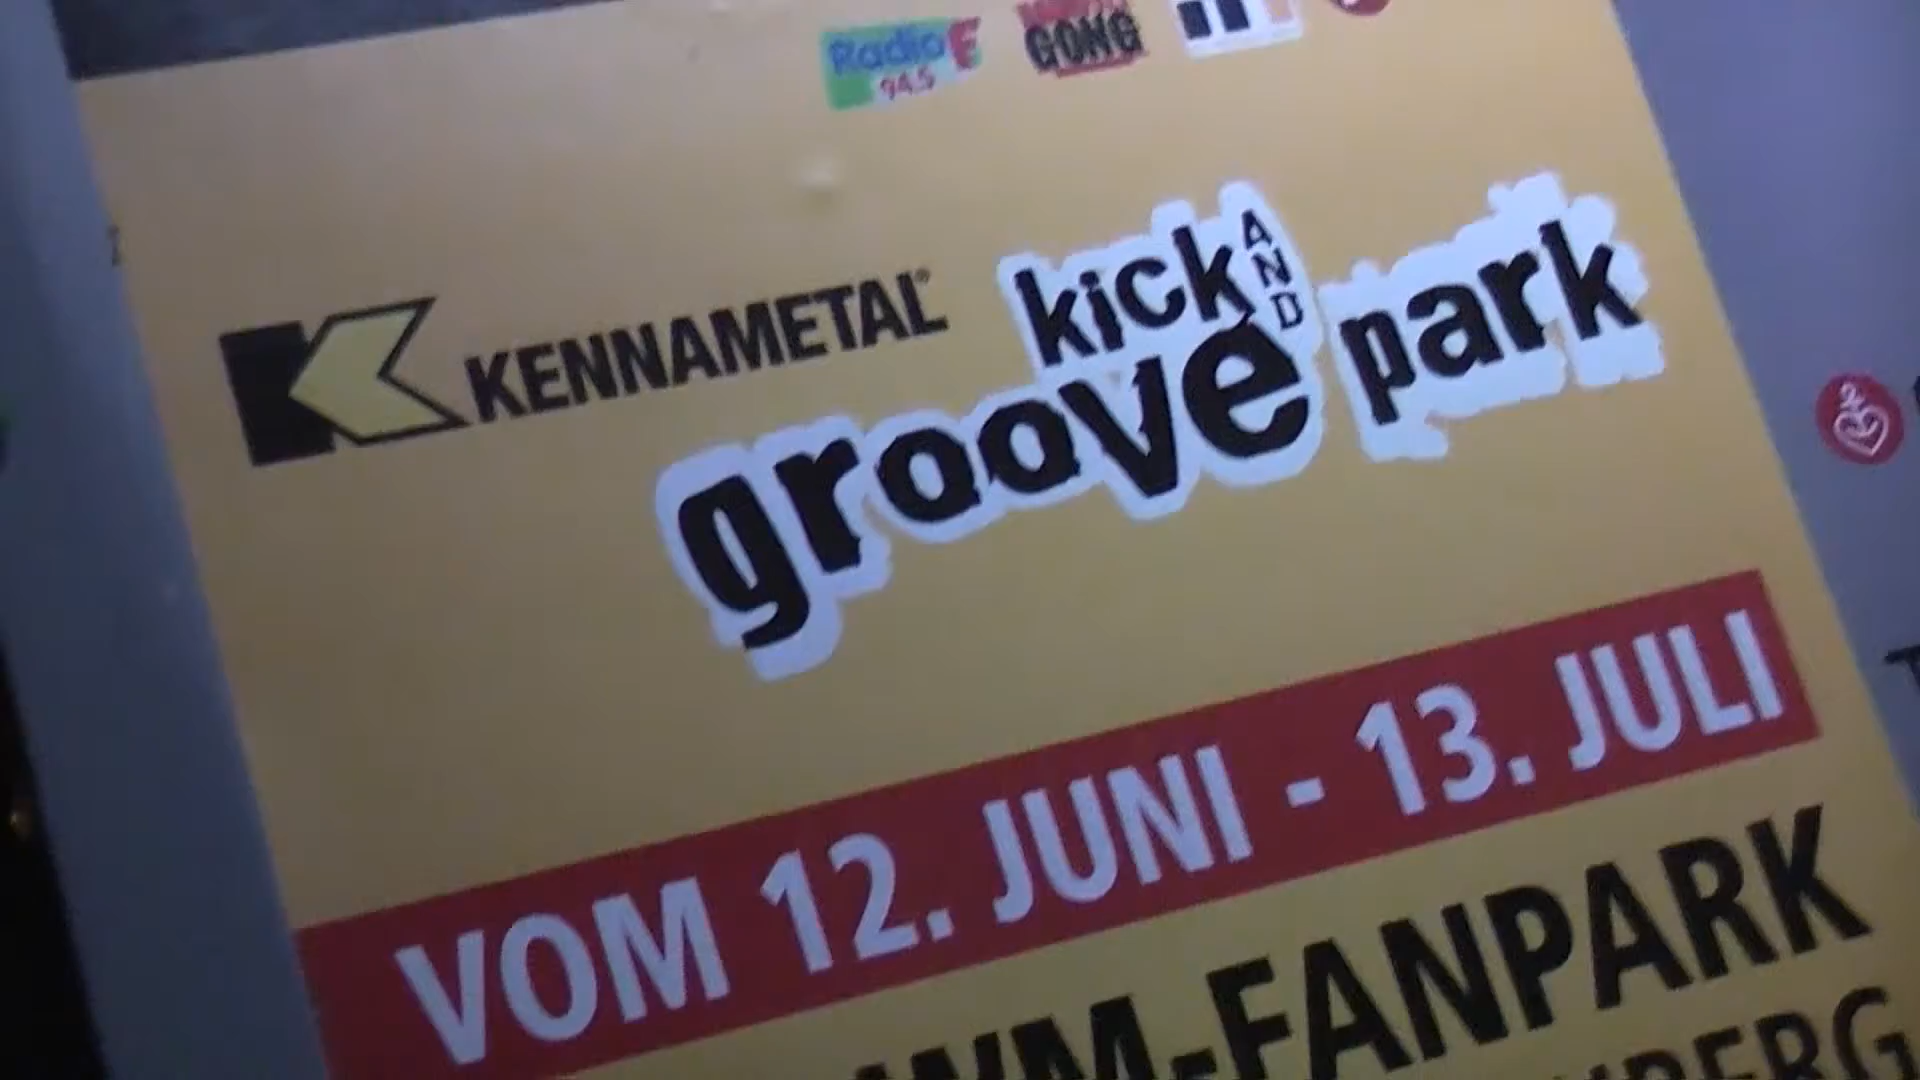 Radio F
94.5
GONG
KENNAMETAL
kick AND
groove park
VOM 12. JUNI - 13. JULI
WM-FANPARK